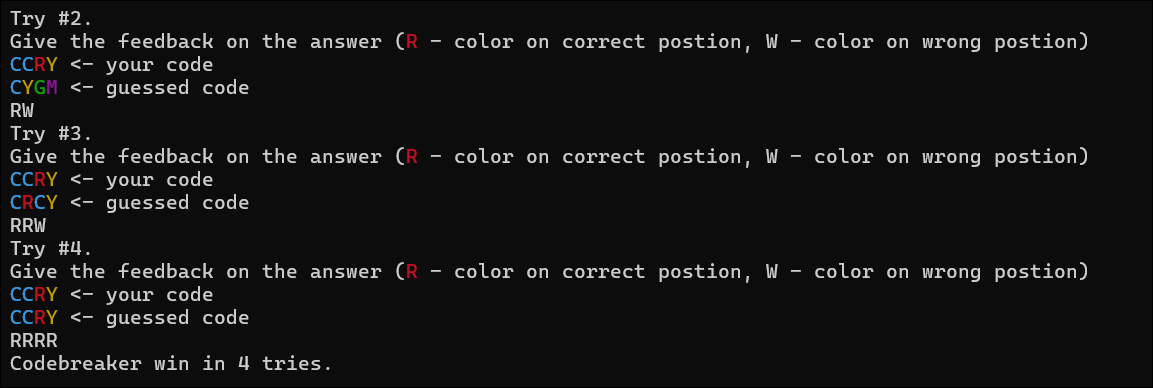 Try #2.
Give the feedback on the answer (R - color on correct postion, W - color on wrong postion)
CCRY <- your code
CYGM <- guessed code
RW
Try #3.
Give the feedback on the answer (R - color on correct postion, W - color on wrong postion)
CCRY <- your code
CRCY <- guessed code
RRW
Try #4.
Give the feedback on the answer (R - color on correct postion, W - color on wrong postion)
CCRY <- your code
CCRY <- guessed code
RRRR
Codebreaker win in 4 tries.